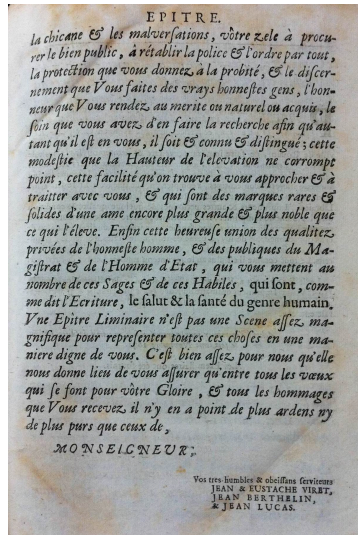 EPITRE.
la chicane & les malversations, vôtre zele à procu-
rer le bien public, à rétablir la police & l'ordre par tout,
la protection que vous donnez à la probité, & le discer-
nement que Vous faites des vrays honnestes gens, l'hon-
neur que Vous rendez au merite ou naturel ou acquis, le
soin que vous avez d'en faire la recherche afin qu'au-
tant qu'il est en vous, il soit & connu & distingué; cette
modestie que la Hauteur de l'elevation ne corrompt
point, cette facilité qu'on trouve à vous approcher & à
traitter avec vous, & qui sont des marques rares &
solides d'une ame encore plus grande & plus noble que
ce qui l'éleve. Enfin cette heureuse union des qualitez
privées de l'honneste homme, & des publiques du Ma-
gistrat & de l'Homme d'Etat, qui vous mettent au
nombre de ces Sages & de ces Habiles, qui sont, com-
me dit l'Ecriture, le salut & la santé du genre humain.
Vne Epître Liminaire n'est pas une Scene assez ma-
gnifique pour representer toutes ces choses en une ma-
niere digne de vous. C'est bien assez pour nous qu'elle
nous donne lieu de vous assurer qu'entre tous les vœux
qui se font pour vôtre Gloire, & tous les hommages
que Vous recevez il n'y en a point de plus ardens ny
de plus purs que ceux de,
MONSEIGNEUR;
Vos tres-humbles & obeissans serviteurs
JEAN & EUSTACHE VIRET,
JEAN BERTHELIN,
& JEAN LUCAS.